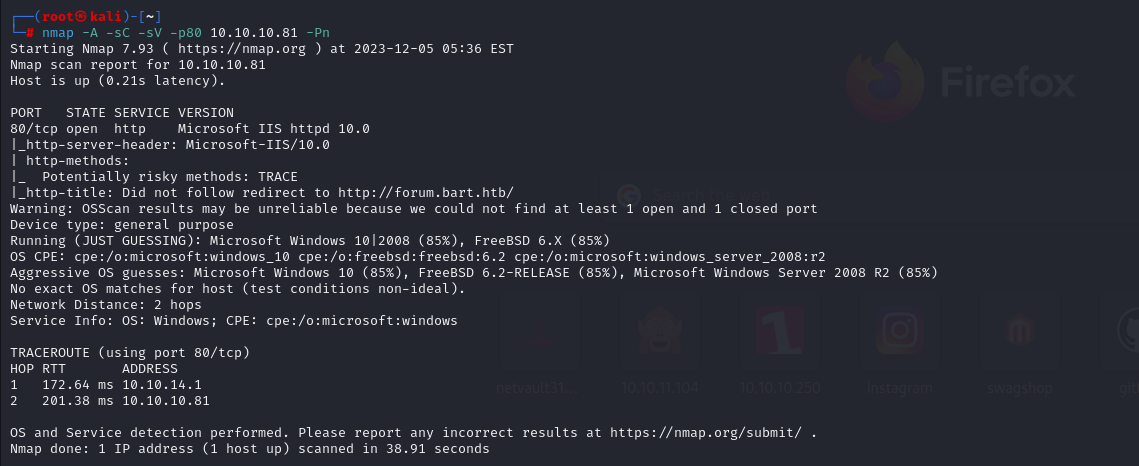 ┌──(root㉿kali)-[~]
└─# nmap -A -sC -sV -p80 10.10.10.81 -Pn
Starting Nmap 7.93 ( https://nmap.org ) at 2023-12-05 05:36 EST
Nmap scan report for 10.10.10.81
Host is up (0.21s latency).

PORT   STATE SERVICE VERSION
80/tcp open  http    Microsoft IIS httpd 10.0
|_http-server-header: Microsoft-IIS/10.0
| http-methods:
|_  Potentially risky methods: TRACE
|_http-title: Did not follow redirect to http://forum.bart.htb/
Warning: OSScan results may be unreliable because we could not find at least 1 open and 1 closed port
Device type: general purpose
Running (JUST GUESSING): Microsoft Windows 10|2008 (85%), FreeBSD 6.X (85%)
OS CPE: cpe:/o:microsoft:windows_10 cpe:/o:freebsd:freebsd:6.2 cpe:/o:microsoft:windows_server_2008:r2
Aggressive OS guesses: Microsoft Windows 10 (85%), FreeBSD 6.2-RELEASE (85%), Microsoft Windows Server 2008 R2 (85%)
No exact OS matches for host (test conditions non-ideal).
Network Distance: 2 hops
Service Info: OS: Windows; CPE: cpe:/o:microsoft:windows

TRACEROUTE (using port 80/tcp)
HOP RTT       ADDRESS
1   172.64 ms 10.10.14.1
2   201.38 ms 10.10.10.81

OS and Service detection performed. Please report any incorrect results at https://nmap.org/submit/ .
Nmap done: 1 IP address (1 host up) scanned in 38.91 seconds
Firefox
netvault31...
10.10.11.104
10.10.10.250
Instagram
swagshop